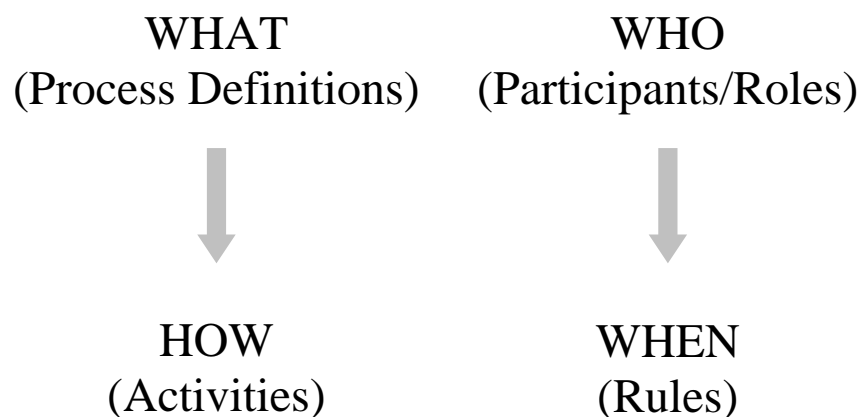 WHAT
(Process Definitions)
WHO
(Participants/Roles)
HOW
(Activities)
WHEN
(Rules)